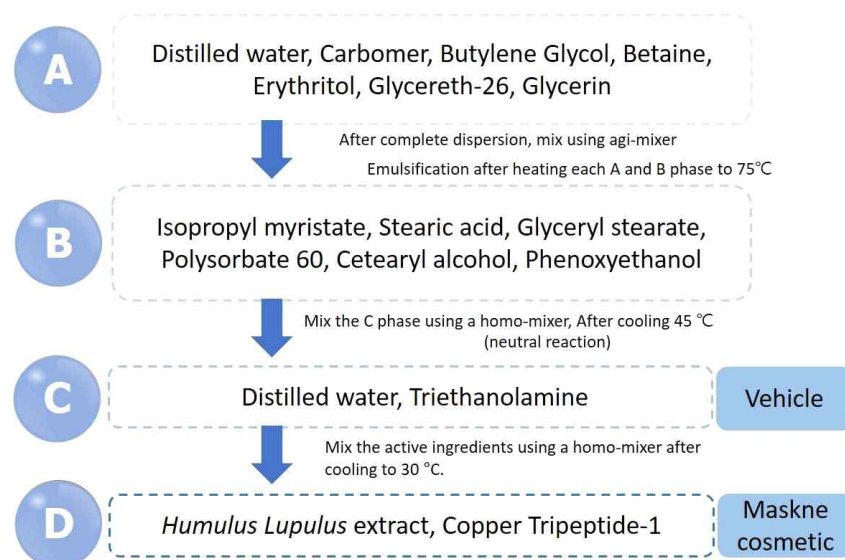 A
Distilled water, Carbomer, Butylene Glycol, Betaine,
Erythritol, Glycereth-26, Glycerin
After complete dispersion, mix using agi-mixer
Emulsification after heating each A and B phase to 75℃
B
Isopropyl myristate, Stearic acid, Glyceryl stearate,
Polysorbate 60, Cetearyl alcohol, Phenoxyethanol
Mix the C phase using a homo-mixer, After cooling 45 ℃
(neutral reaction)
C
Distilled water, Triethanolamine
Vehicle
Mix the active ingredients using a homo-mixer after
cooling to 30 °C.
D
Humulus Lupulus extract, Copper Tripeptide-1
Maskne
cosmetic